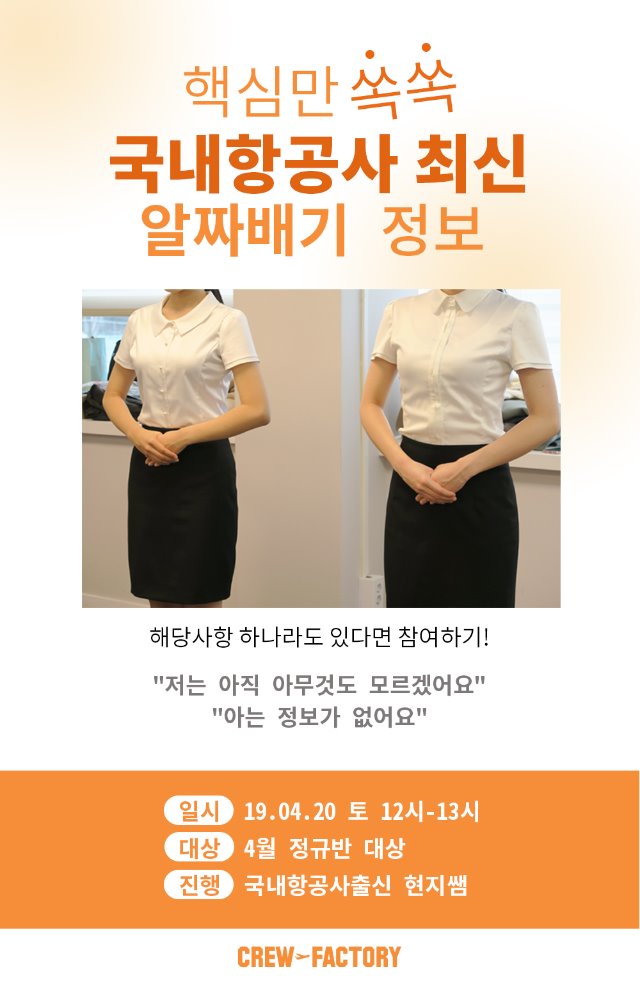 핵심만 쏙쏙
국내항공사 최신
알짜배기 정보
해당사항 하나라도 있다면 참여하기!
"저는 아직 아무것도 모르겠어요"
"아는 정보가 없어요"
일시 19.04.20 토 12시-13시
대상 4월 정규반 대상
진행 국내항공사출신 현지쌤
CREW FACTORY